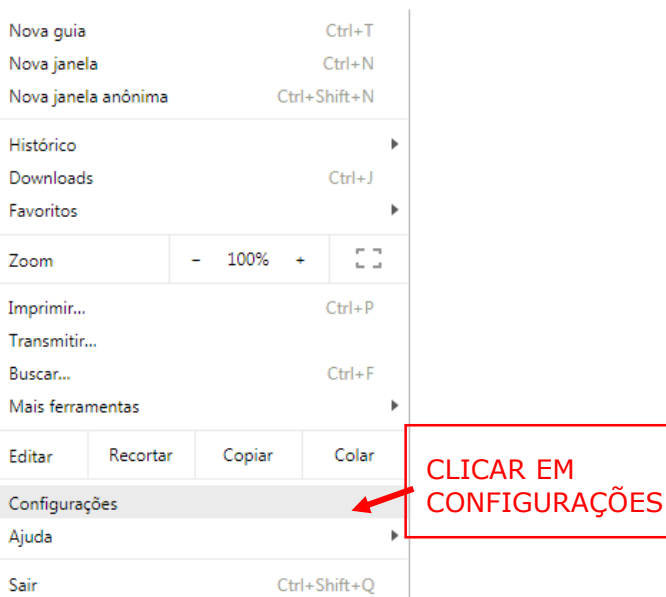 Nova guia Ctrl+T
Nova janela Ctrl+N
Nova janela anônima Ctrl+Shift+N
Histórico
Downloads Ctrl+J
Favoritos
Zoom - 100% +
Imprimir... Ctrl+P
Transmitir...
Buscar... Ctrl+F
Mais ferramentas
Editar Recortar Copiar Colar
CLICAR EM
CONFIGURAÇÕES
Configurações
Ajuda
Sair Ctrl+Shift+Q